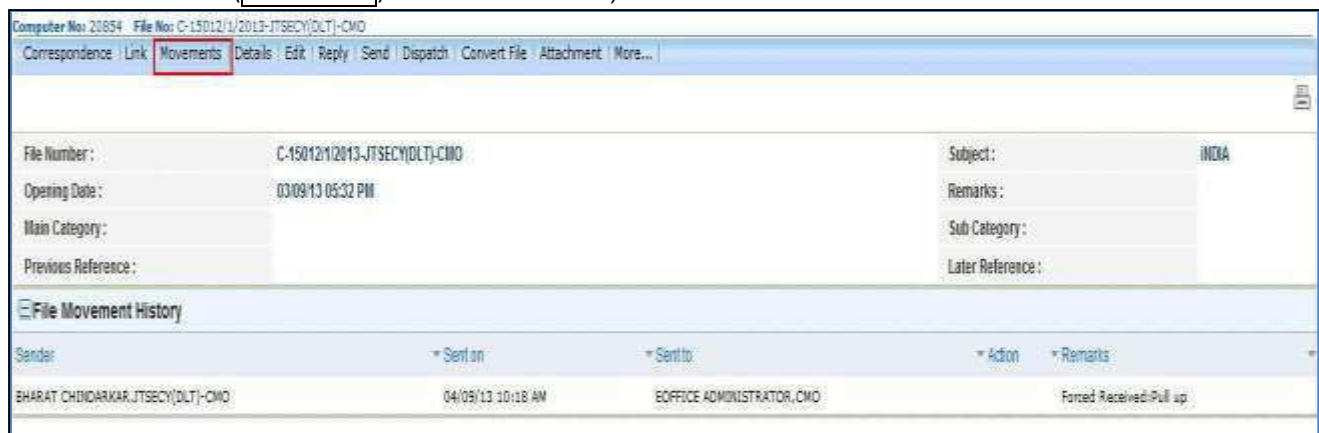 Computer No: 20854 File No: C-15012/1/2013-JTSECY(DLT)-CMO
Correspondence Link Movements Details Edit Reply Send Dispatch Convert File Attachment More...
File Number : C-15012/1/2013-JTSECY(DLT)-CMO Subject : iNDIA
Opening Date : 03/09/13 05:32 PM Remarks :
Main Category : Sub Category :
Previous Reference : Later Reference :
File Movement History
Sender Sent on Sent to Action Remarks
BHARAT CHINDARKAR,JTSECY(DLT)-CMO 04/09/13 10:18 AM EOFFICE ADMINISTRATOR,CMO Forced Received:Pull up